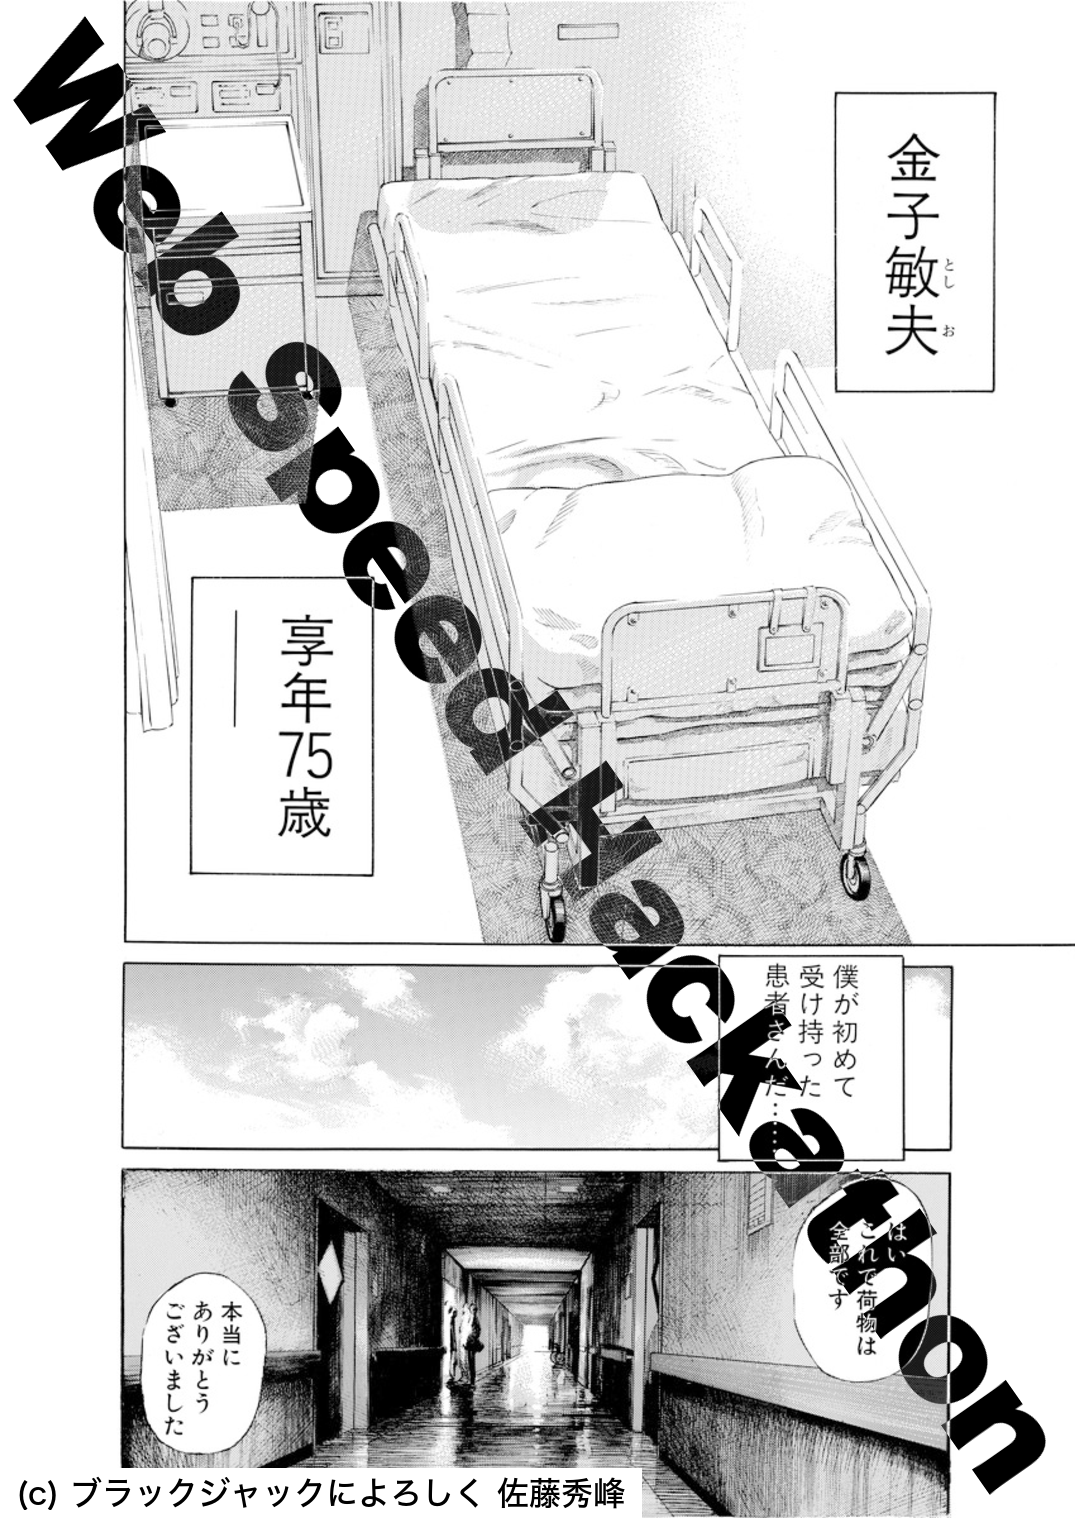 金子敏夫
とし
お
享年75歳
――
僕が初めて
受け持った
患者さんだ……
はい
これで荷物は
全部です
本当に
ありがとう
ございました
Web Speed Hackathon
(c) ブラックジャックによろしく 佐藤秀峰